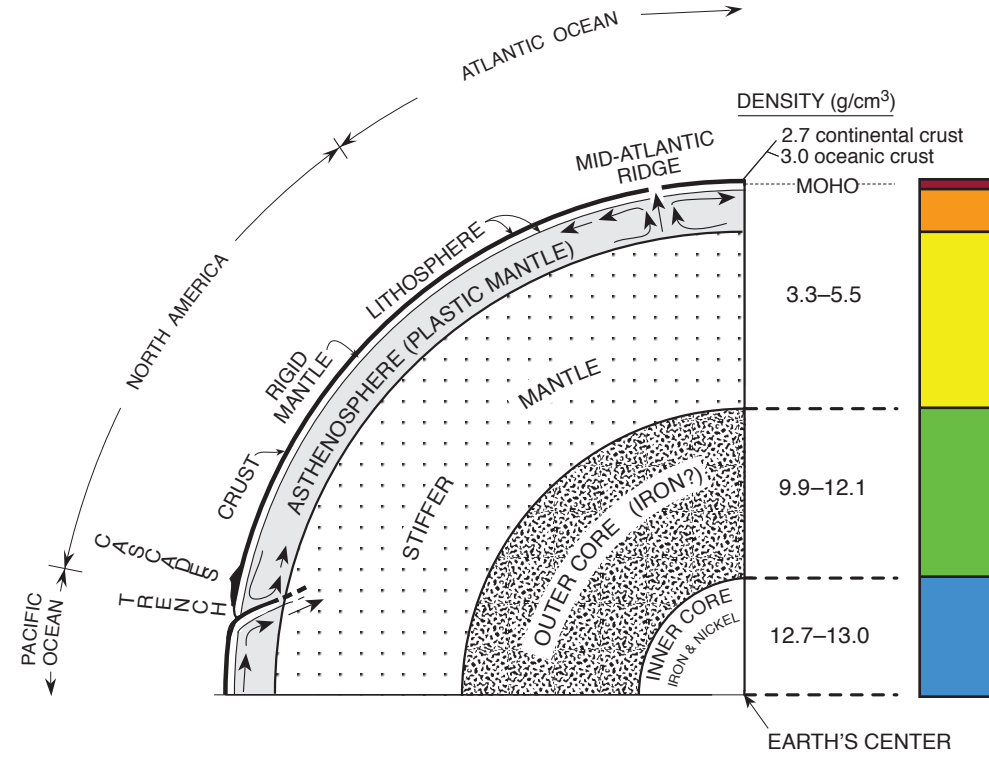 ATLANTIC OCEAN
DENSITY (g/cm³)
2.7 continental crust
3.0 oceanic crust
MOHO
MID-ATLANTIC
RIDGE
LITHOSPHERE
NORTH AMERICA
3.3–5.5
ASTHENOSPHERE (PLASTIC MANTLE)
RIGID
MANTLE
MANTLE
CRUST
STIFFER
9.9–12.1
OUTER CORE (IRON?)
CASCADES
TRENCH
PACIFIC
OCEAN
INNER CORE
IRON & NICKEL
12.7–13.0
EARTH'S CENTER